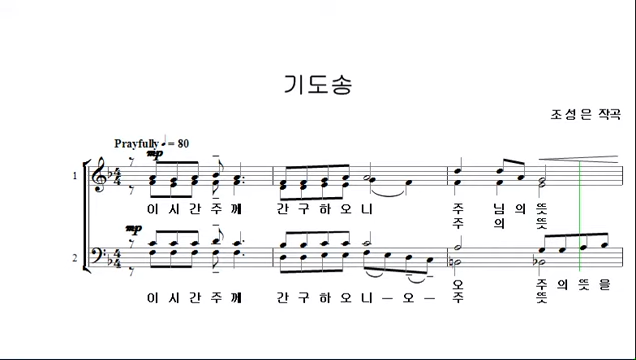 기도송
조성은 작곡
Prayfully ♩= 80
mp
1
이 시 간 주 께 간 구 하 오 니 주 님 의 뜻
주 의 뜻
mp
2
오 주 의 뜻 을
이 시 간 주 께 간 구 하 오 니 – 오 – 주 뜻